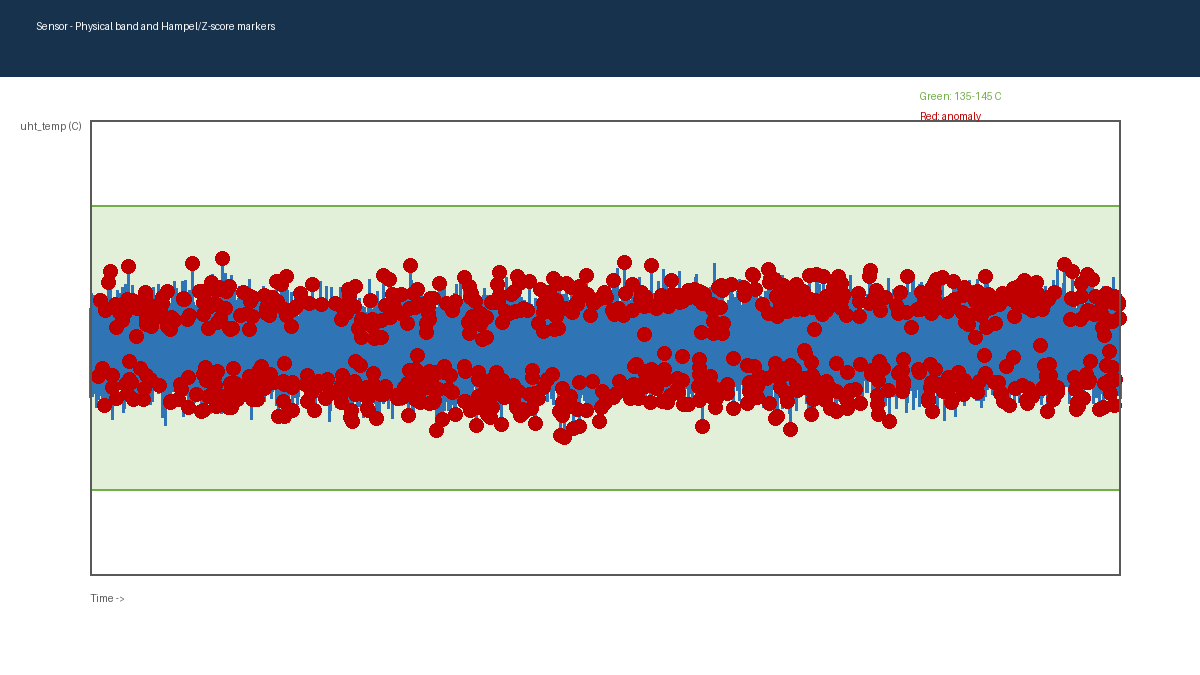 Sensor - Physical band and Hampel/Z-score markers
Green: 135-145 C
Red: anomaly
uht_temp (C)
Time ->